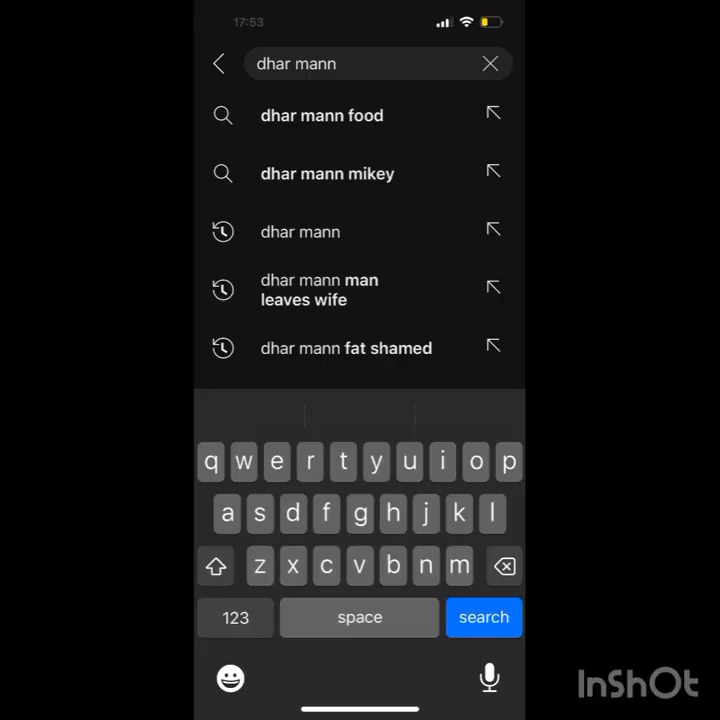 17:53
dhar mann
dhar mann food
dhar mann mikey
dhar mann
dhar mann man
leaves wife
dhar mann fat shamed
q w e r t y u i o p
a s d f g h j k l
z x c v b n m
123 space search
InShOt